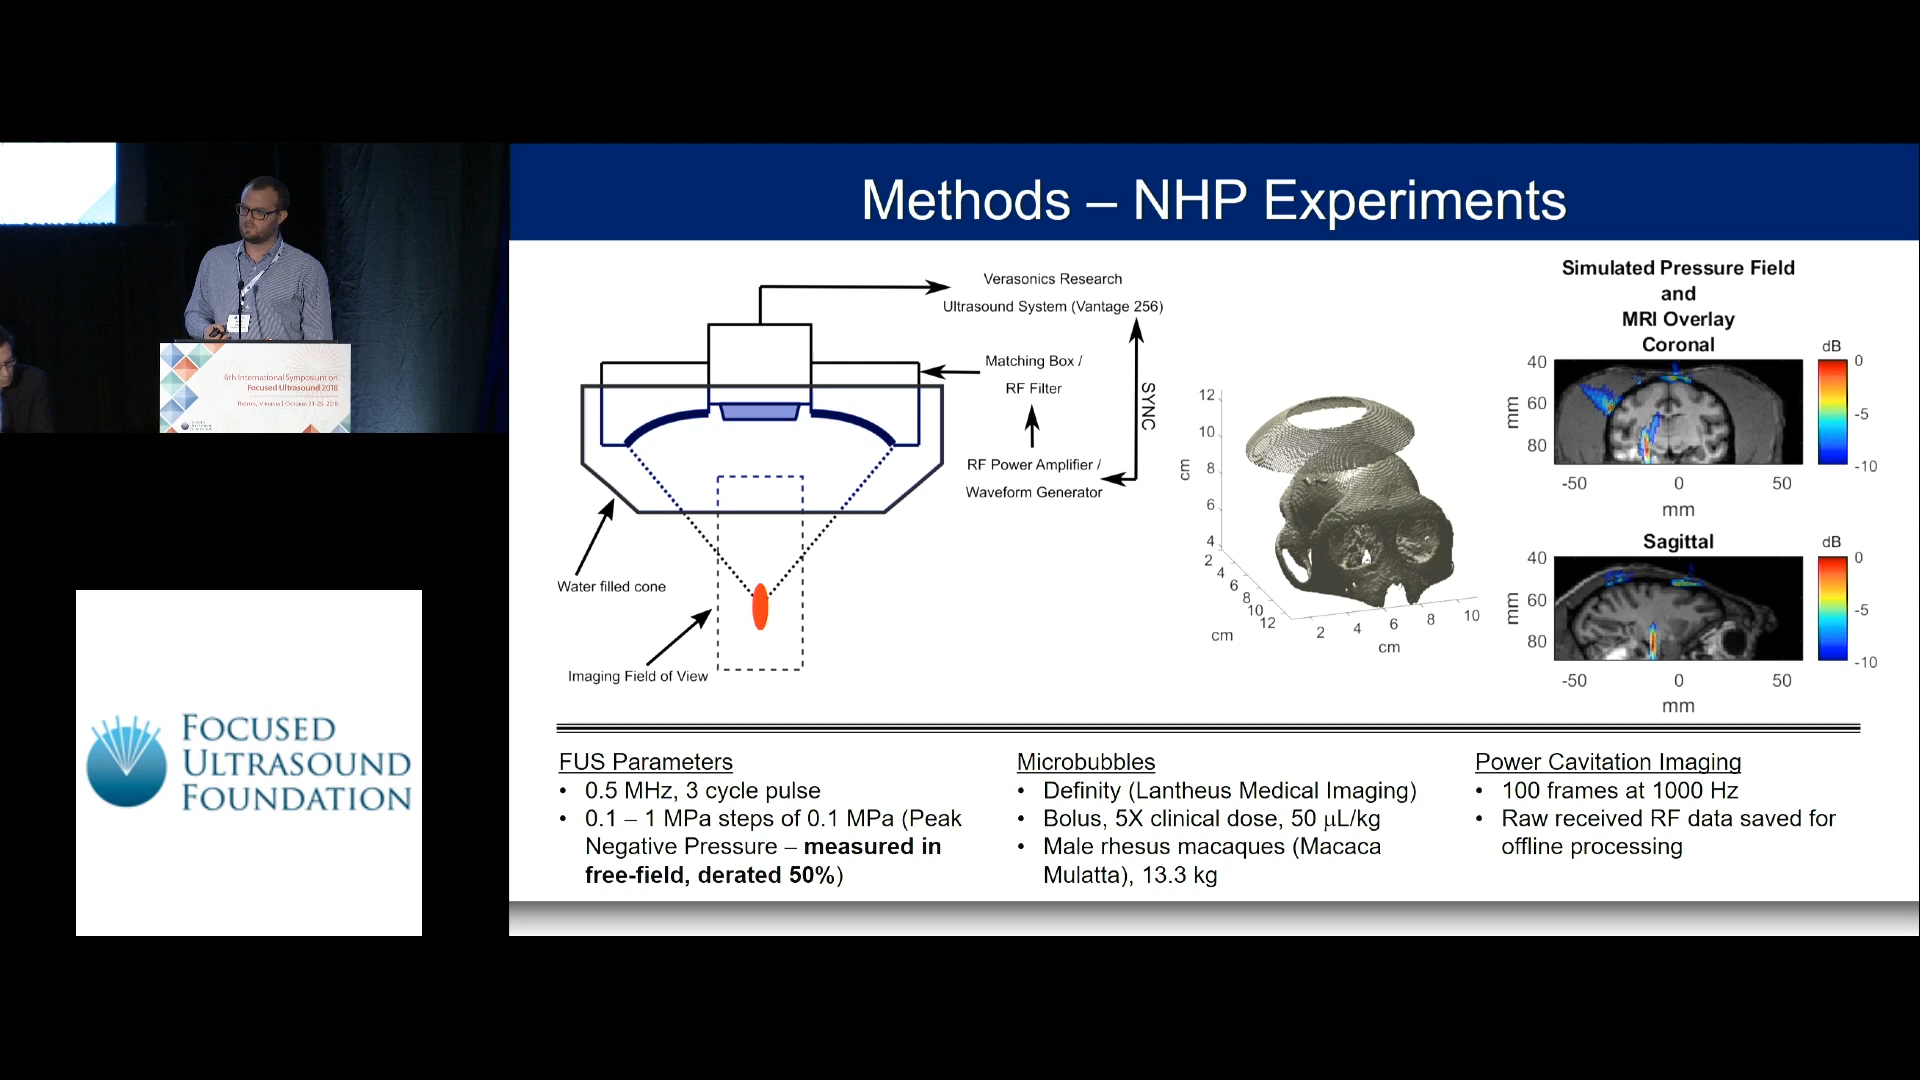 Methods – NHP Experiments
Verasonics Research
Ultrasound System (Vantage 256)
Matching Box /
RF Filter
SYNC
RF Power Amplifier /
Waveform Generator
Water filled cone
Imaging Field of View
12
10
8
6
4
cm
2
4
6
8
10
12
cm
2
4
6
8
10
cm
Simulated Pressure Field
and
MRI Overlay
Coronal
dB
40
60
80
mm
-50
0
50
mm
0
-5
-10
Sagittal
dB
40
60
80
mm
-50
0
50
mm
0
-5
-10
FUS Parameters
• 0.5 MHz, 3 cycle pulse
• 0.1 – 1 MPa steps of 0.1 MPa (Peak
Negative Pressure – measured in
free-field, derated 50%)
Microbubbles
• Definity (Lantheus Medical Imaging)
• Bolus, 5X clinical dose, 50 μL/kg
• Male rhesus macaques (Macaca
Mulatta), 13.3 kg
Power Cavitation Imaging
• 100 frames at 1000 Hz
• Raw received RF data saved for
offline processing
6th International Symposium on
Focused Ultrasound 2018
Reston, Virginia | October 21-25, 2018
FOCUSED
ULTRASOUND
FOUNDATION